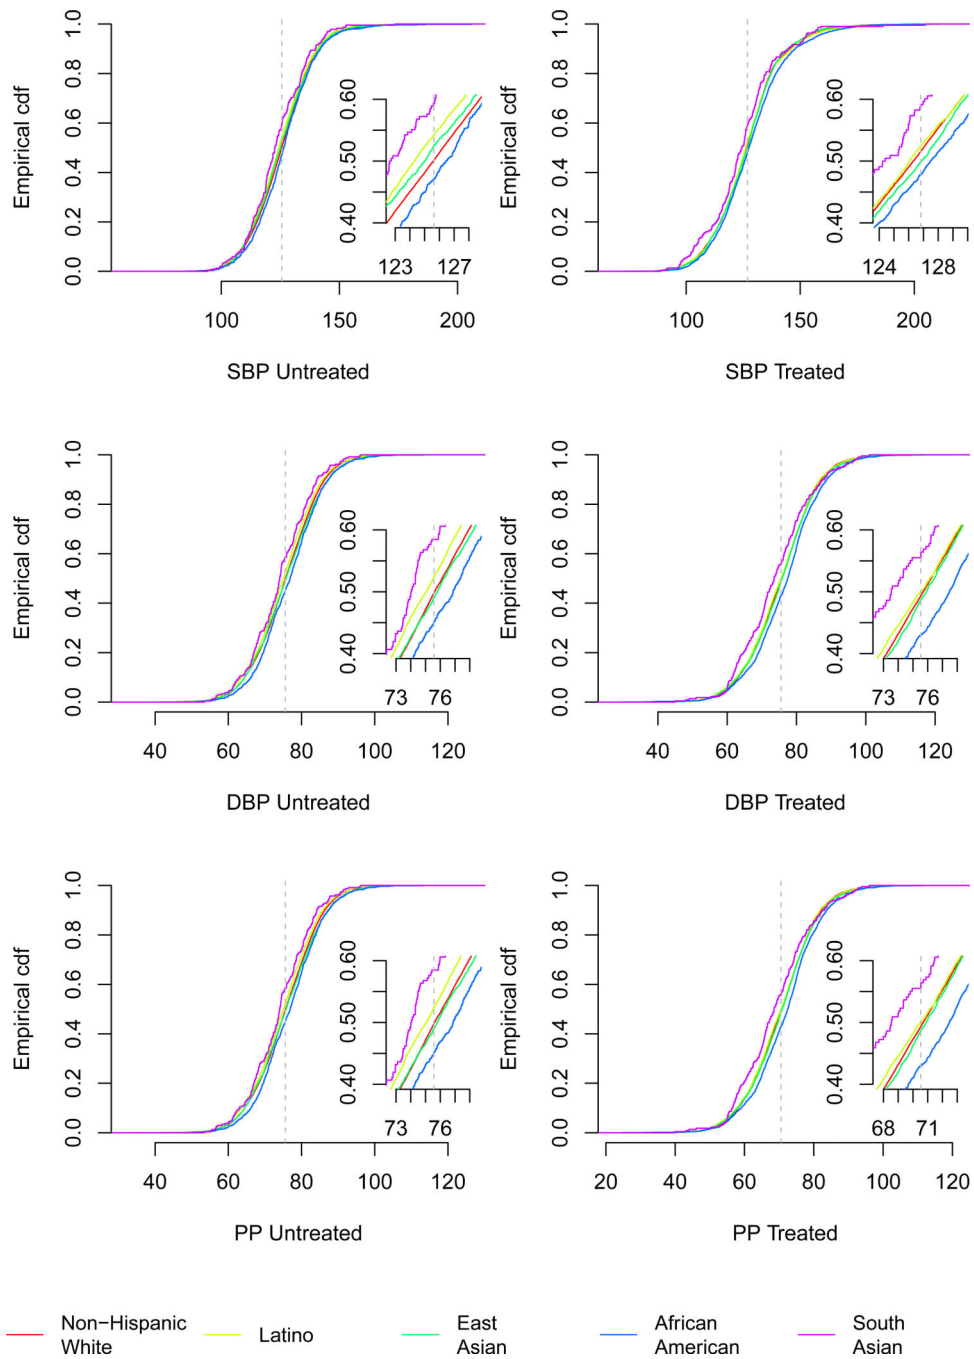 Empirical cdf
0.0 0.2 0.4 0.6 0.8 1.0
0.40 0.50 0.60
123 127
100 150 200
SBP Untreated
Empirical cdf
0.0 0.2 0.4 0.6 0.8 1.0
0.40 0.50 0.60
124 128
100 150 200
SBP Treated
Empirical cdf
0.0 0.2 0.4 0.6 0.8 1.0
0.40 0.50 0.60
73 76
40 60 80 100 120
DBP Untreated
Empirical cdf
0.0 0.2 0.4 0.6 0.8 1.0
0.40 0.50 0.60
73 76
40 60 80 100 120
DBP Treated
Empirical cdf
0.0 0.2 0.4 0.6 0.8 1.0
0.40 0.50 0.60
73 76
40 60 80 100 120
PP Untreated
Empirical cdf
0.0 0.2 0.4 0.6 0.8 1.0
0.40 0.50 0.60
68 71
20 40 60 80 100 120
PP Treated
Non−Hispanic
White
Latino
East
Asian
African
American
South
Asian